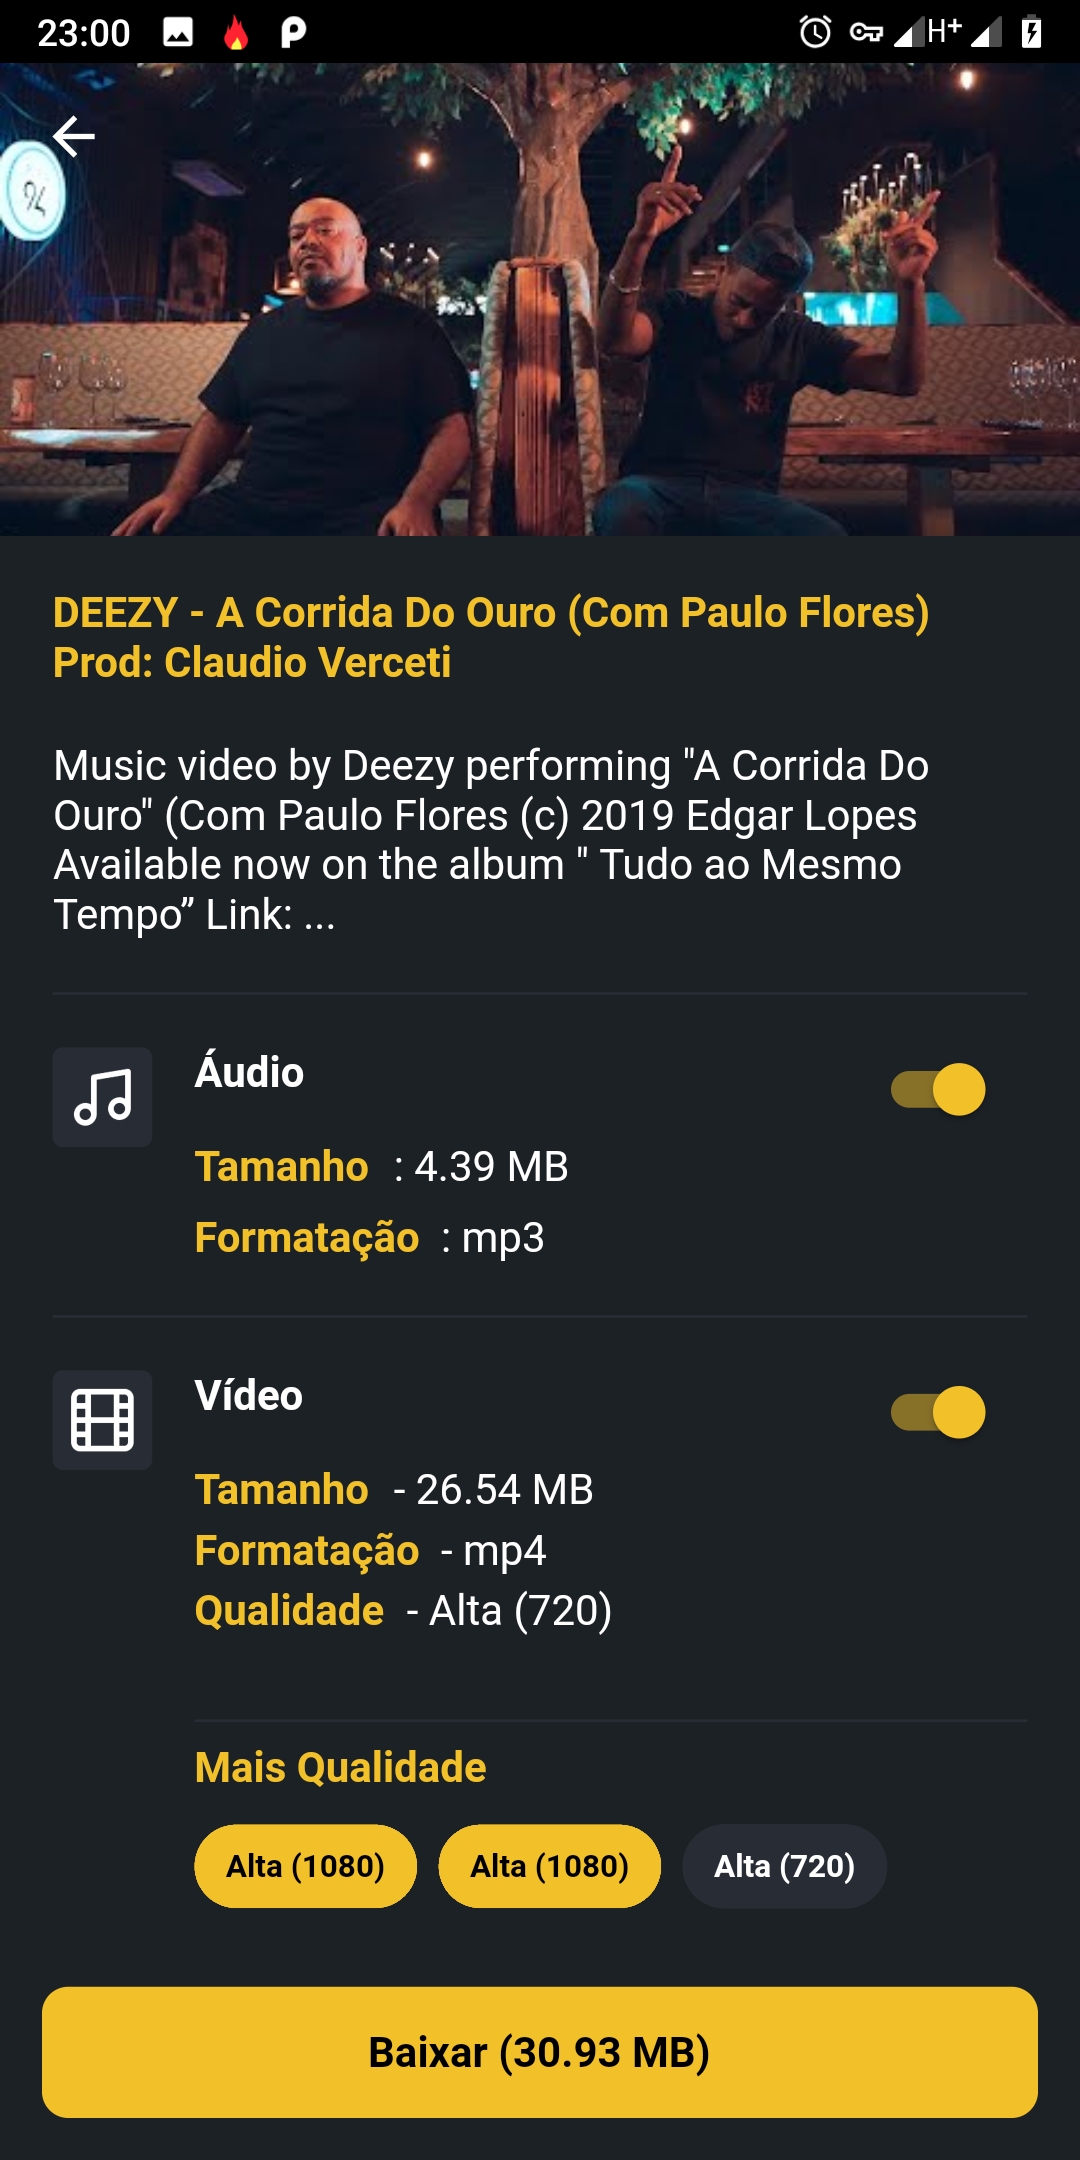 23:00
H+
94
DEEZY - A Corrida Do Ouro (Com Paulo Flores)
Prod: Claudio Verceti
Music video by Deezy performing "A Corrida Do
Ouro" (Com Paulo Flores (c) 2019 Edgar Lopes
Available now on the album " Tudo ao Mesmo
Tempo” Link: ...
Áudio
Tamanho : 4.39 MB
Formatação : mp3
Vídeo
Tamanho - 26.54 MB
Formatação - mp4
Qualidade - Alta (720)
Mais Qualidade
Alta (1080) Alta (1080) Alta (720)
Baixar (30.93 MB)